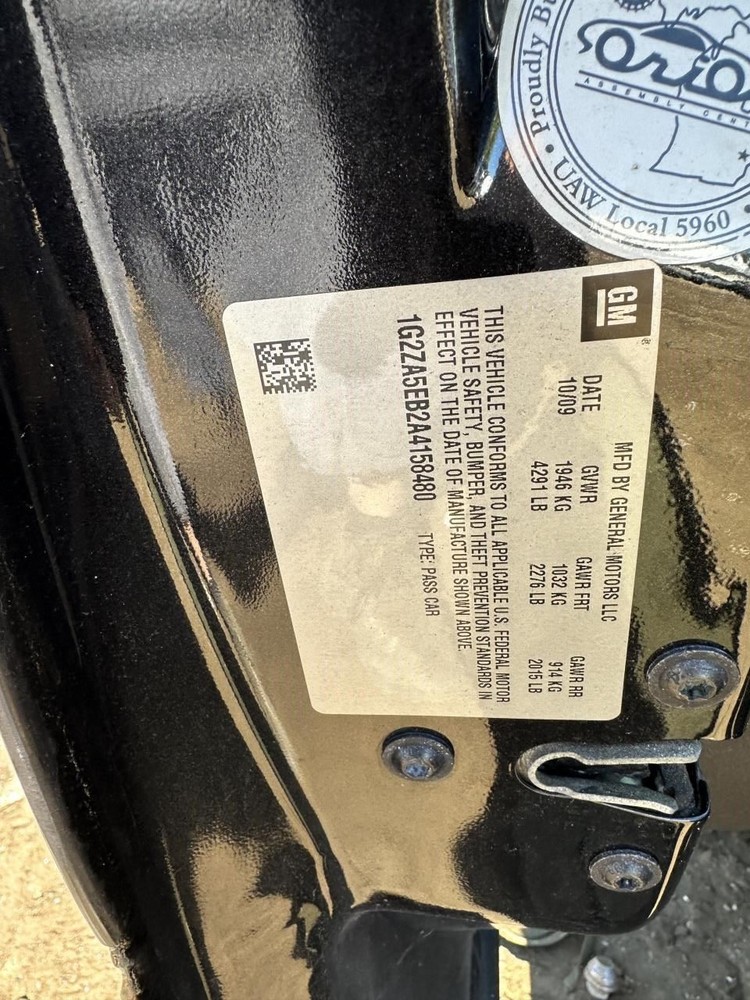 Proudly
Orion
ASSEMBLY
• UAW Local 5960 •
GM
MFD BY GENERAL MOTORS LLC
DATE GVWR GAWR FRT GAWR RR
10/09 1946 KG 1032 KG 914 KG
4291 LB 2276 LB 2015 LB
THIS VEHICLE CONFORMS TO ALL APPLICABLE U.S. FEDERAL MOTOR
VEHICLE SAFETY, BUMPER, AND THEFT PREVENTION STANDARDS IN
EFFECT ON THE DATE OF MANUFACTURE SHOWN ABOVE.
1G2ZA5EB2A4158480 TYPE: PASS CAR